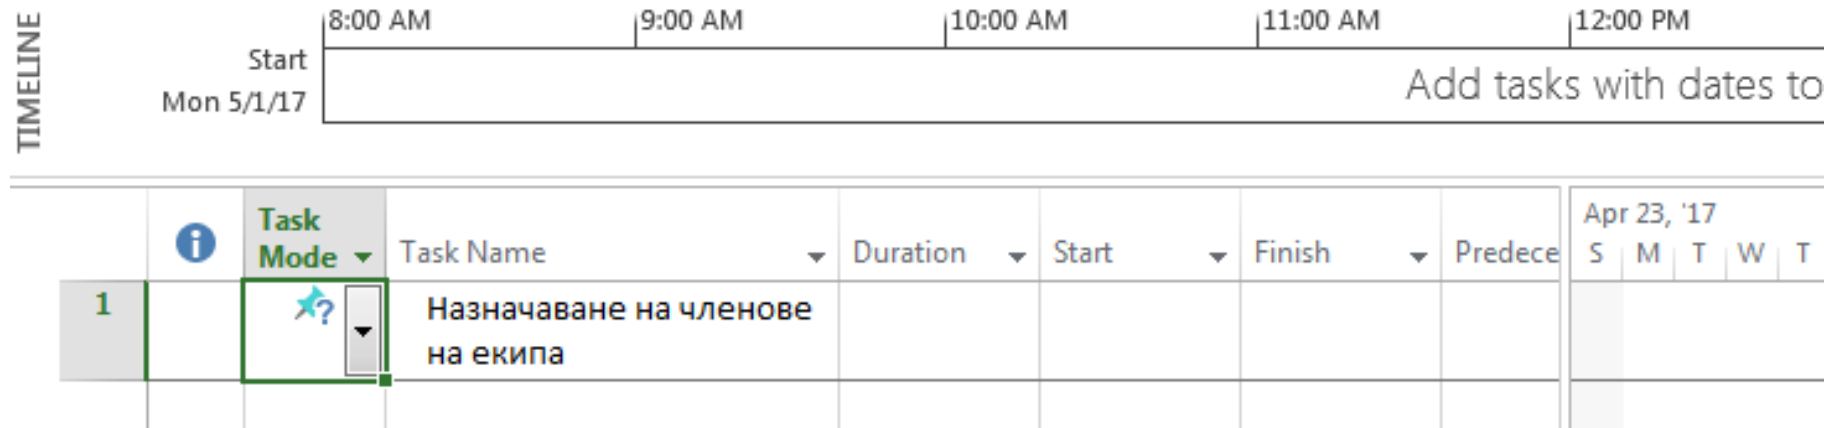 TIMELINE
8:00 AM 9:00 AM 10:00 AM 11:00 AM 12:00 PM
Start
Mon 5/1/17
Add tasks with dates to
Task Mode Task Name Duration Start Finish Predece
Apr 23, '17
S M T W T
1 ? Назначаване на членове
на екипа